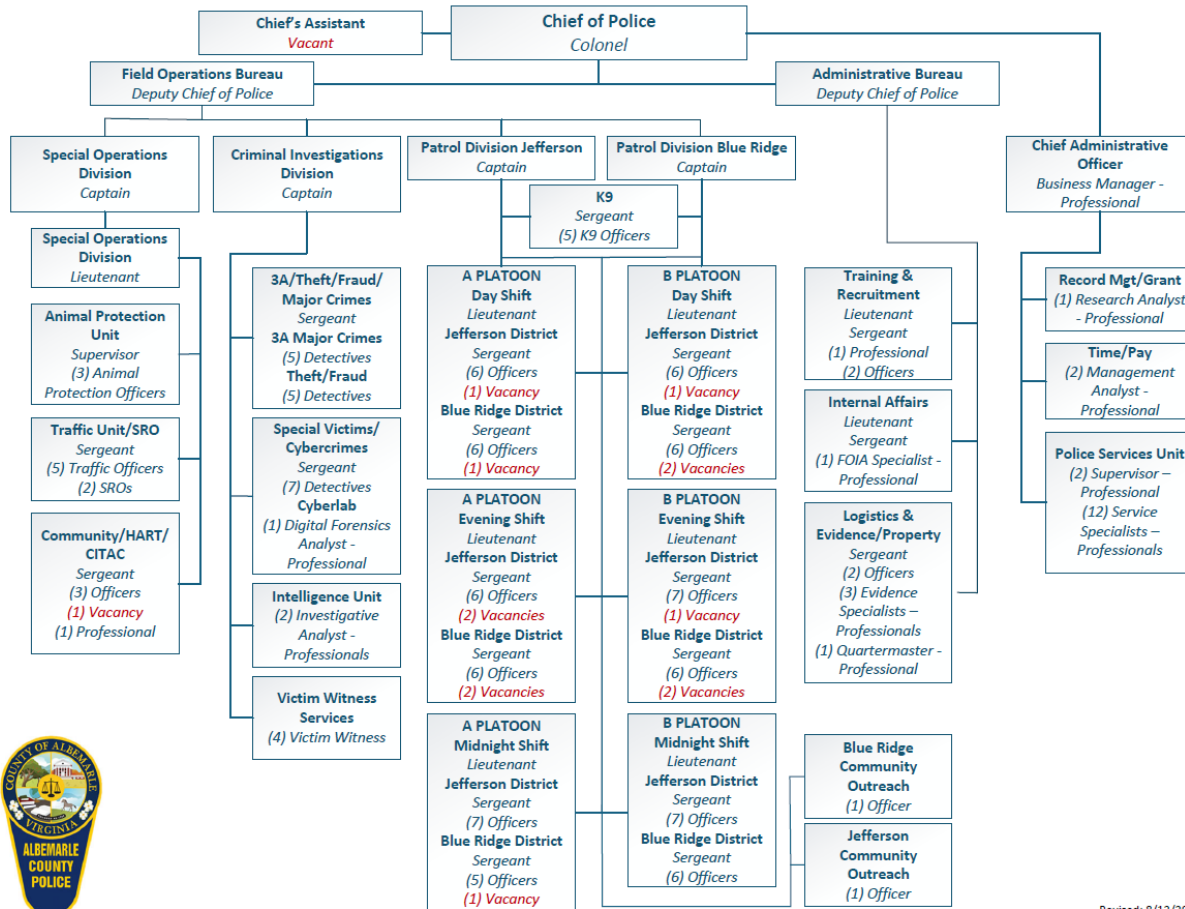 Chief's Assistant
Vacant
Chief of Police
Colonel
Field Operations Bureau
Deputy Chief of Police
Administrative Bureau
Deputy Chief of Police
Special Operations
Division
Captain
Criminal Investigations
Division
Captain
Patrol Division Jefferson
Captain
Patrol Division Blue Ridge
Captain
Chief Administrative
Officer
Business Manager -
Professional
K9
Sergeant
(5) K9 Officers
Special Operations
Division
Lieutenant
Animal Protection
Unit
Supervisor
(3) Animal
Protection Officers
Traffic Unit/SRO
Sergeant
(5) Traffic Officers
(2) SROs
Community/HART/
CITAC
Sergeant
(3) Officers
(1) Vacancy
(1) Professional
3A/Theft/Fraud/
Major Crimes
Sergeant
3A Major Crimes
(5) Detectives
Theft/Fraud
(5) Detectives
Special Victims/
Cybercrimes
Sergeant
(7) Detectives
Cyberlab
(1) Digital Forensics
Analyst -
Professional
Intelligence Unit
(2) Investigative
Analyst -
Professionals
Victim Witness
Services
(4) Victim Witness
A PLATOON
Day Shift
Lieutenant
Jefferson District
Sergeant
(6) Officers
(1) Vacancy
Blue Ridge District
Sergeant
(6) Officers
(1) Vacancy
B PLATOON
Day Shift
Lieutenant
Jefferson District
Sergeant
(6) Officers
(1) Vacancy
Blue Ridge District
Sergeant
(6) Officers
(2) Vacancies
A PLATOON
Evening Shift
Lieutenant
Jefferson District
Sergeant
(6) Officers
(2) Vacancies
Blue Ridge District
Sergeant
(6) Officers
(2) Vacancies
B PLATOON
Evening Shift
Lieutenant
Jefferson District
Sergeant
(7) Officers
(1) Vacancy
Blue Ridge District
Sergeant
(6) Officers
(2) Vacancies
A PLATOON
Midnight Shift
Lieutenant
Jefferson District
Sergeant
(7) Officers
Blue Ridge District
Sergeant
(5) Officers
(1) Vacancy
B PLATOON
Midnight Shift
Lieutenant
Jefferson District
Sergeant
(7) Officers
Blue Ridge District
Sergeant
(6) Officers
Training &
Recruitment
Lieutenant
Sergeant
(1) Professional
(2) Officers
Internal Affairs
Lieutenant
Sergeant
(1) FOIA Specialist -
Professional
Logistics &
Evidence/Property
Sergeant
(2) Officers
(3) Evidence
Specialists –
Professionals
(1) Quartermaster -
Professional
Blue Ridge
Community
Outreach
(1) Officer
Jefferson
Community
Outreach
(1) Officer
Record Mgt/Grant
(1) Research Analyst
- Professional
Time/Pay
(2) Management
Analyst -
Professional
Police Services Unit
(2) Supervisor –
Professional
(12) Service
Specialists –
Professionals
COUNTY OF ALBEMARLE
VIRGINIA
ALBEMARLE
COUNTY
POLICE